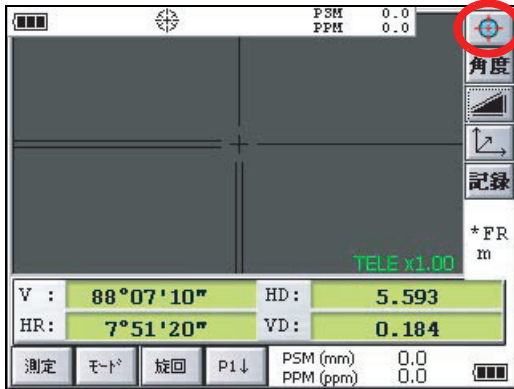 PSM 0.0
PPM 0.0
角度
記録
*FR
m
TELE x1.00
V : 88°07'10" HD: 5.593
HR: 7°51'20" VD: 0.184
測定 モード 旋回 P1↓ PSM (mm) 0.0
PPM (ppm) 0.0